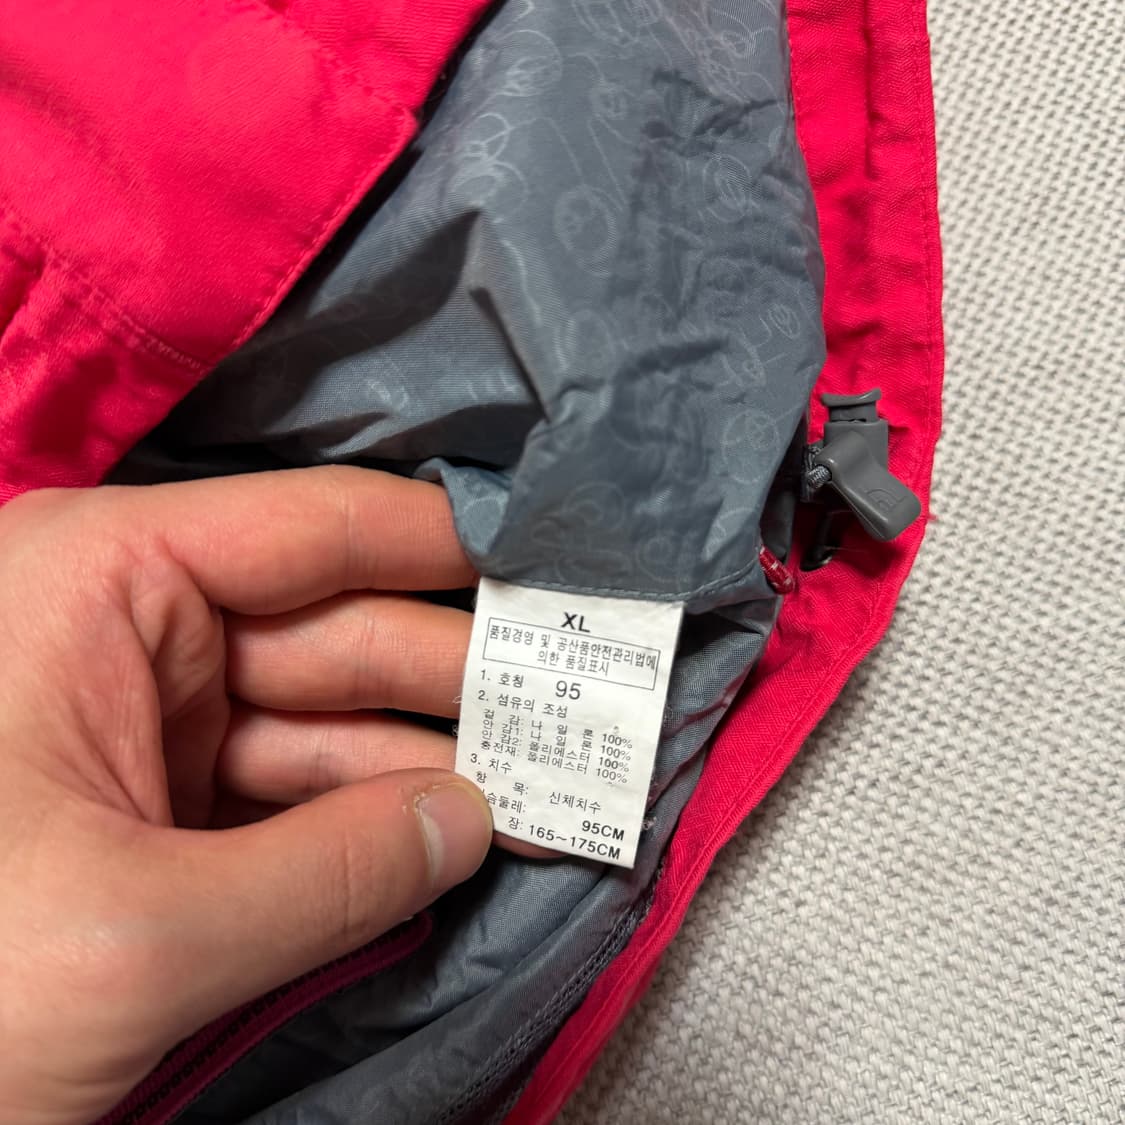 XL
품질경영 및 공산품안전관리법에
의한 품질표시
1. 호칭 95
2. 섬유의 조성
겉 감: 나 일 론 100%
안 감1: 나 일 론 100%
안 감2: 폴리에스터 100%
충전재: 폴리에스터 100%
3. 치수
항 목: 신체치수
슴둘레: 95CM
장: 165~175CM